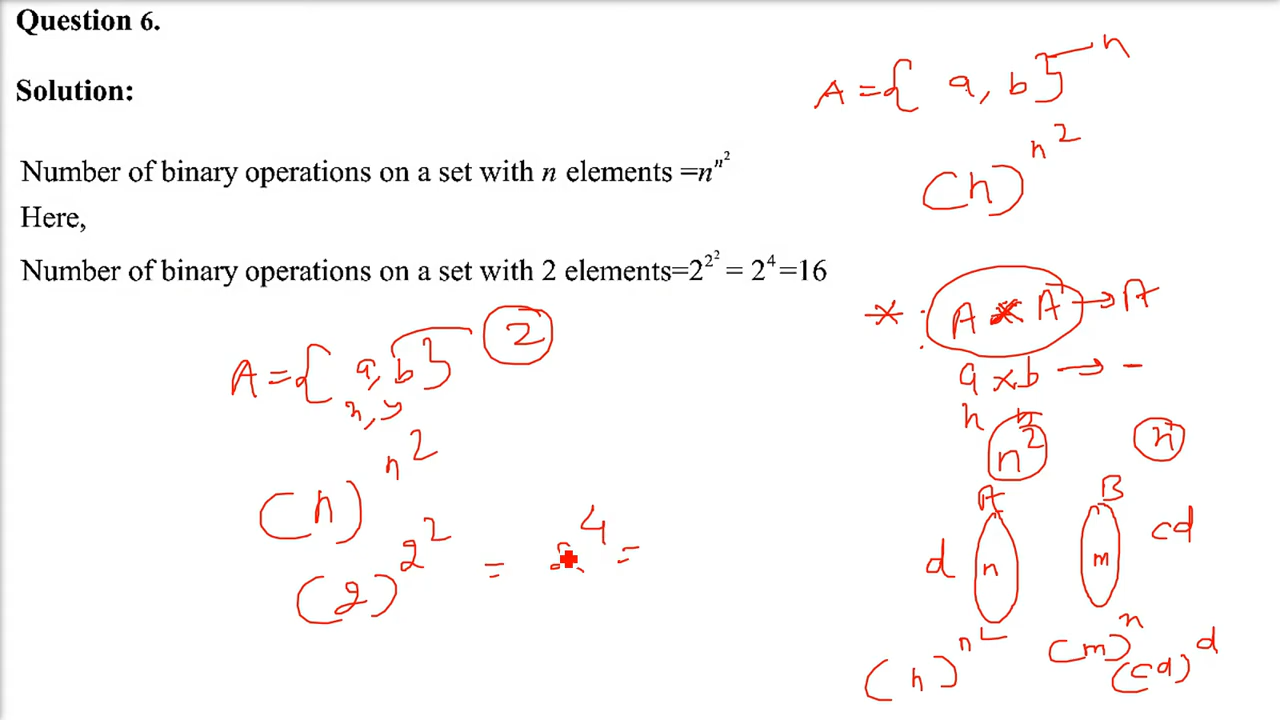 Question 6.
Solution:
Number of binary operations on a set with n elements =n^{n^2}
Here,
Number of binary operations on a set with 2 elements=2^{2^2} = 2^4=16
A={ a, b} n
(n)^{n^2}
* : A × A → A
a × b → -
n n
n^2 n
A B
d n m cd
(n)^{n^2} (m)^n
(cd)^d
A={ a, b} 2
x, y
(n)^{n^2}
(2)^{2^2} = 2^4 =